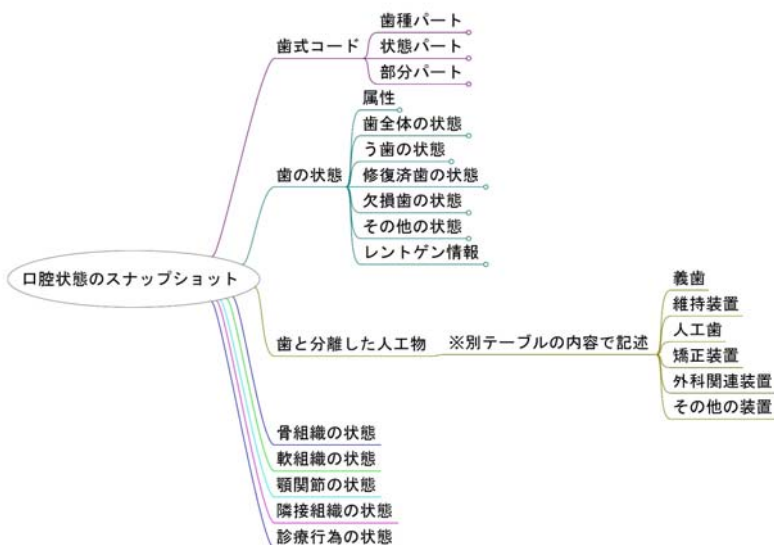 口腔状態のスナップショット
歯式コード
歯種パート
状態パート
部分パート
歯の状態
属性
歯全体の状態
う歯の状態
修復済歯の状態
欠損歯の状態
その他の状態
レントゲン情報
歯と分離した人工物
※別テーブルの内容で記述
義歯
維持装置
人工歯
矯正装置
外科関連装置
その他の装置
骨組織の状態
軟組織の状態
顎関節の状態
隣接組織の状態
診療行為の状態